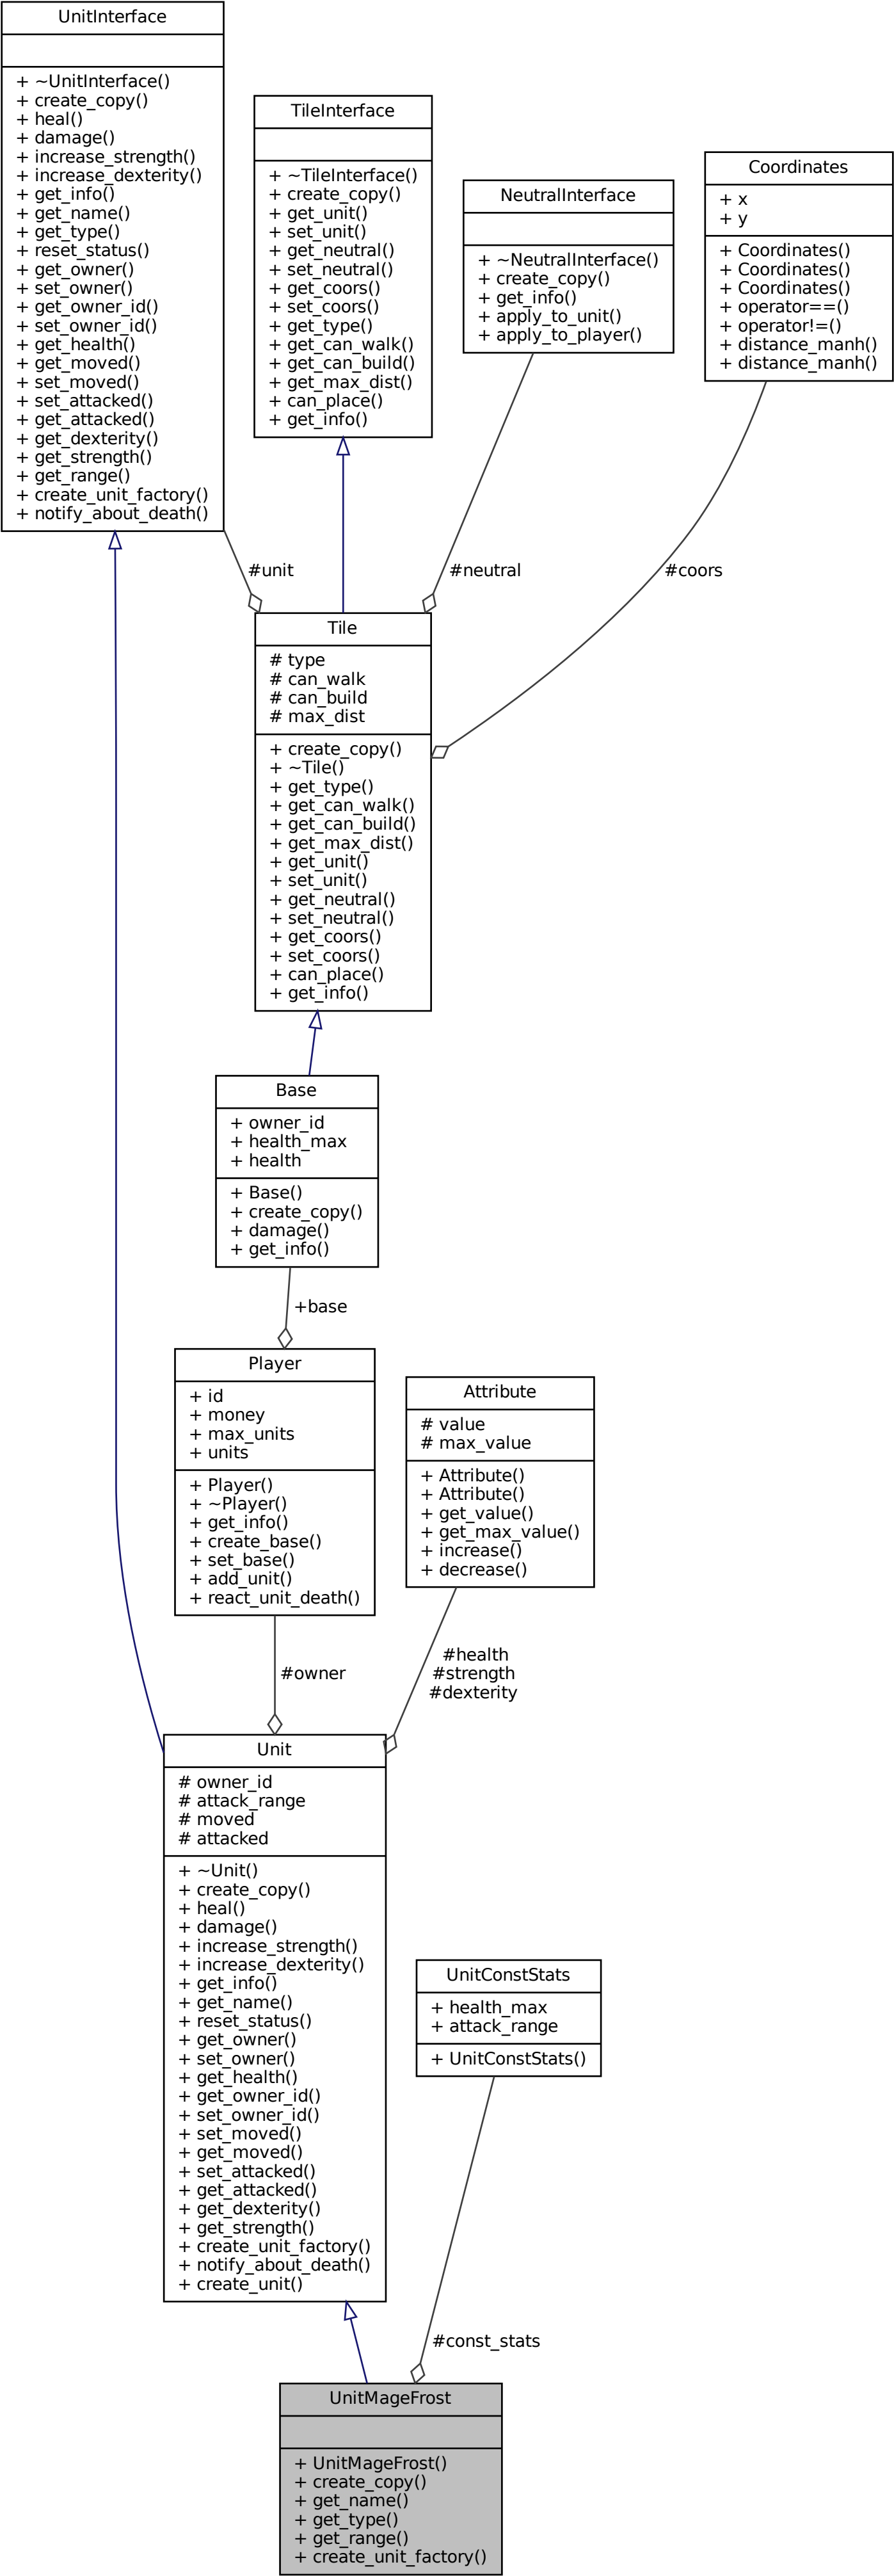 UnitInterface
+ ~UnitInterface()
+ create_copy()
+ heal()
+ damage()
+ increase_strength()
+ increase_dexterity()
+ get_info()
+ get_name()
+ get_type()
+ reset_status()
+ get_owner()
+ set_owner()
+ get_owner_id()
+ set_owner_id()
+ get_health()
+ get_moved()
+ set_moved()
+ set_attacked()
+ get_attacked()
+ get_dexterity()
+ get_strength()
+ get_range()
+ create_unit_factory()
+ notify_about_death()
TileInterface
+ ~TileInterface()
+ create_copy()
+ get_unit()
+ set_unit()
+ get_neutral()
+ set_neutral()
+ get_coors()
+ set_coors()
+ get_type()
+ get_can_walk()
+ get_can_build()
+ get_max_dist()
+ can_place()
+ get_info()
NeutralInterface
+ ~NeutralInterface()
+ create_copy()
+ get_info()
+ apply_to_unit()
+ apply_to_player()
Coordinates
+ x
+ y
+ Coordinates()
+ Coordinates()
+ Coordinates()
+ operator==()
+ operator!=()
+ distance_manh()
+ distance_manh()
#unit
#neutral
#coors
Tile
# type
# can_walk
# can_build
# max_dist
+ create_copy()
+ ~Tile()
+ get_type()
+ get_can_walk()
+ get_can_build()
+ get_max_dist()
+ get_unit()
+ set_unit()
+ get_neutral()
+ set_neutral()
+ get_coors()
+ set_coors()
+ can_place()
+ get_info()
Base
+ owner_id
+ health_max
+ health
+ Base()
+ create_copy()
+ damage()
+ get_info()
+base
Player
+ id
+ money
+ max_units
+ units
+ Player()
+ ~Player()
+ get_info()
+ create_base()
+ set_base()
+ add_unit()
+ react_unit_death()
Attribute
# value
# max_value
+ Attribute()
+ Attribute()
+ get_value()
+ get_max_value()
+ increase()
+ decrease()
#owner
#health
#strength
#dexterity
Unit
# owner_id
# attack_range
# moved
# attacked
+ ~Unit()
+ create_copy()
+ heal()
+ damage()
+ increase_strength()
+ increase_dexterity()
+ get_info()
+ get_name()
+ reset_status()
+ get_owner()
+ set_owner()
+ get_health()
+ get_owner_id()
+ set_owner_id()
+ set_moved()
+ get_moved()
+ set_attacked()
+ get_attacked()
+ get_dexterity()
+ get_strength()
+ create_unit_factory()
+ notify_about_death()
+ create_unit()
UnitConstStats
+ health_max
+ attack_range
+ UnitConstStats()
#const_stats
UnitMageFrost
+ UnitMageFrost()
+ create_copy()
+ get_name()
+ get_type()
+ get_range()
+ create_unit_factory()